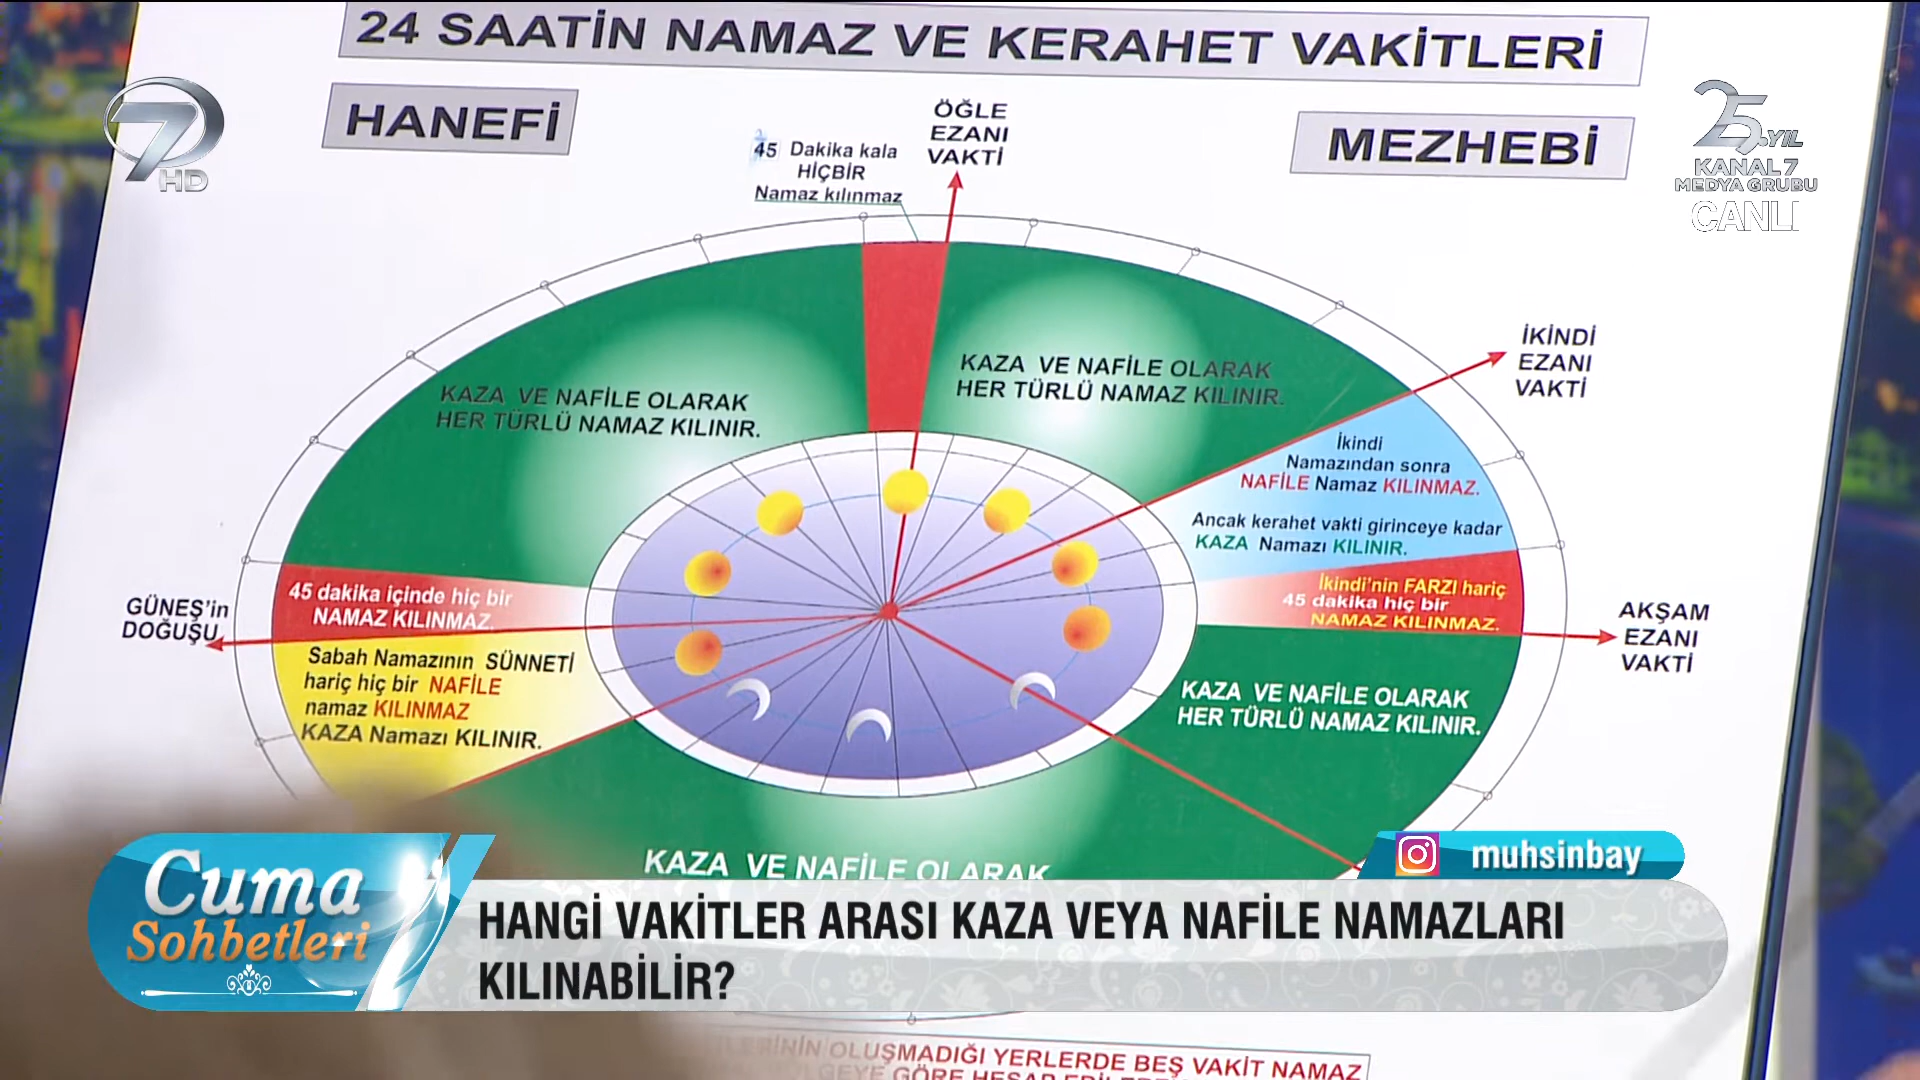 24 SAATİN NAMAZ VE KERAHET VAKİTLERİ
HANEFİ
MEZHEBİ
7
HD
25.YIL
KANAL 7
MEDYA GRUBU
CANLI
45 Dakika kala
HİÇBİR
Namaz kılınmaz
ÖĞLE
EZANI
VAKTİ
İKİNDİ
EZANI
VAKTİ
KAZA VE NAFİLE OLARAK
HER TÜRLÜ NAMAZ KILINIR.
KAZA VE NAFİLE OLARAK
HER TÜRLÜ NAMAZ KILINIR.
İkindi
Namazından sonra
NAFİLE Namaz KILINMAZ.
Ancak kerahet vakti girinceye kadar
KAZA Namazı KILINIR.
İkindi'nin FARZI hariç
45 dakika hiç bir
NAMAZ KILINMAZ.
AKŞAM
EZANI
VAKTİ
GÜNEŞ'in
DOĞUŞU
45 dakika içinde hiç bir
NAMAZ KILINMAZ.
Sabah Namazının SÜNNETİ
hariç hiç bir NAFİLE
namaz KILINMAZ
KAZA Namazı KILINIR.
KAZA VE NAFİLE OLARAK
HER TÜRLÜ NAMAZ KILINIR.
KAZA VE NAFİLE OLARAK
muhsinbay
Cuma
Sohbetleri
HANGİ VAKİTLER ARASI KAZA VEYA NAFİLE NAMAZLARI
KILINABİLİR?
OLUŞMADIĞI YERLERDE BEŞ VAKİT NAMAZ
GÖRE